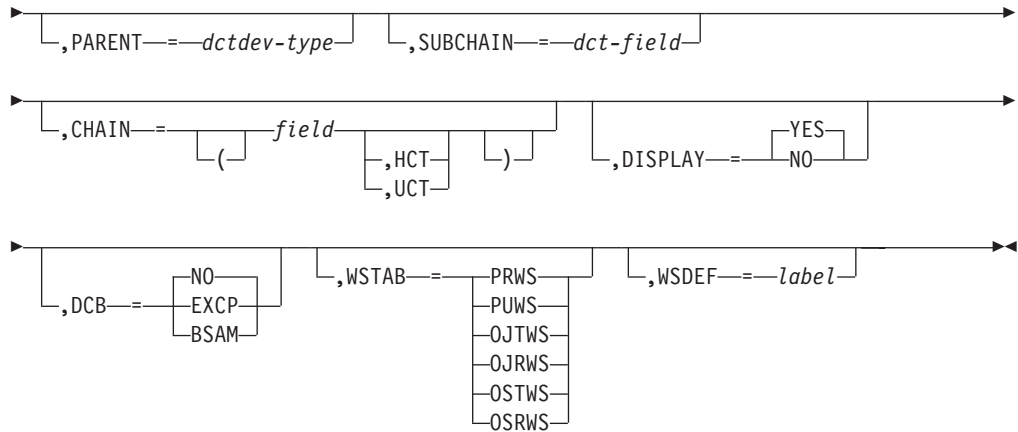 ,PARENT=dctdev-type ,SUBCHAIN=dct-field
,CHAIN= ( field ,HCT ,UCT ) ,DISPLAY= YES NO
,DCB= NO EXCP BSAM ,WSTAB= PRWS PUWS OJTWS OJRWS OSTWS OSRWS ,WSDEF=label